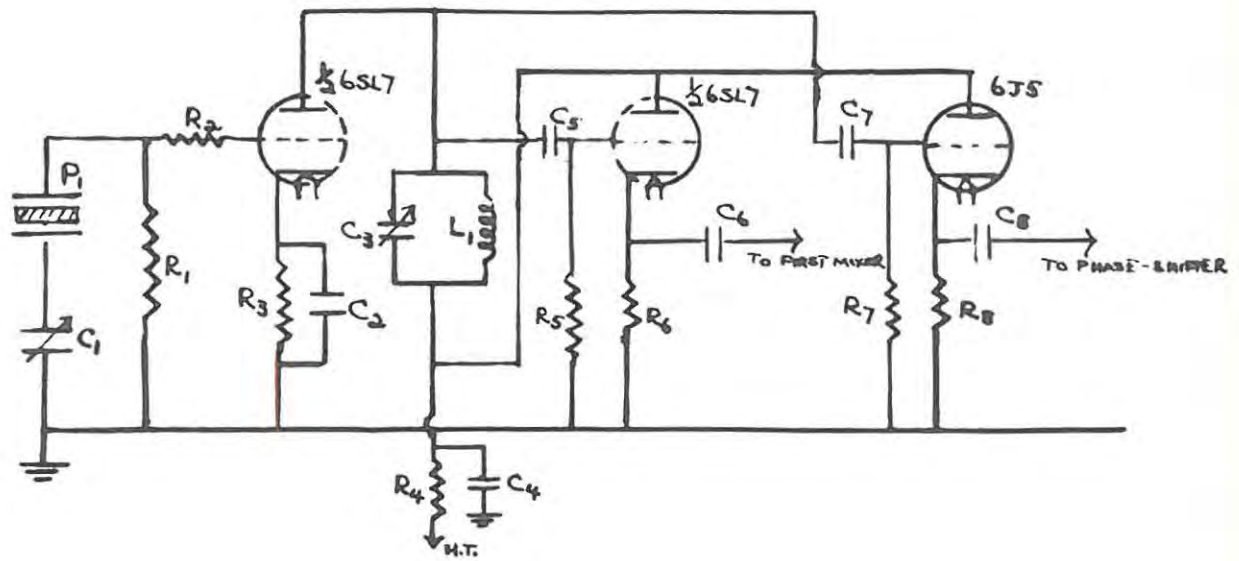 ½6SL7
½6SL7
6J5
R2
C5
C7
P1
C3
L1
C6
C8
R1
TO FIRST MIXER
TO PHASE-SHIFTER
R3
C2
R5
R6
R7
R8
C1
R4
C4
H.T.